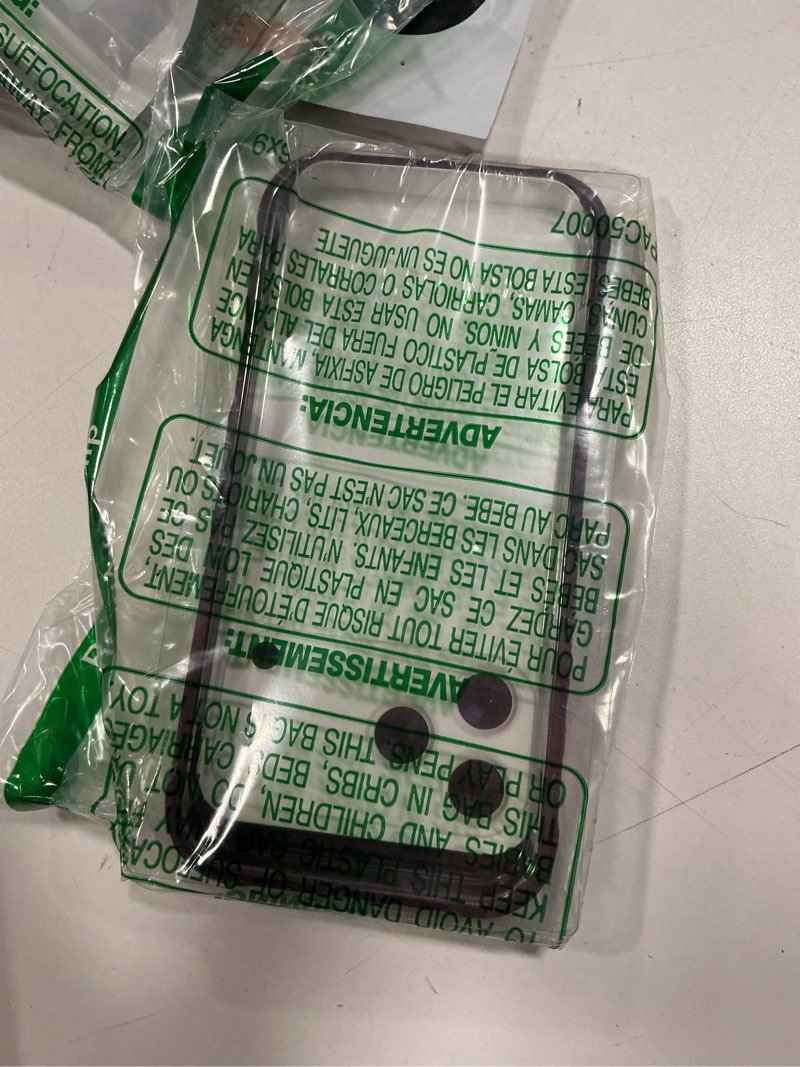 SUFFOCATION,
AWAY FROM
TO AVOID DANGER OF
KEEP THIS PLASTIC BAG
BABIES AND CHILDREN, DO NOT
THIS BAG IN CRIBS, BEDS, CARRIAGES
OR PLAY PENS. THIS BAG IS NOT A TOY.
AVERTISSEMENT:
POUR ÉVITER TOUT RISQUE D'ÉTOUFFEMENT,
GARDEZ CE SAC EN PLASTIQUE LOIN DES
BEBES ET LES ENFANTS. N'UTILISEZ PAS CE
SAC DANS LES BERCEAUX, LITS, CHARIOTS OU
PARC AU BEBE. CE SAC N'EST PAS UN JOUET.
ADVERTENCIA:
PARA EVITAR EL PELIGRO DE ASFIXIA, MANTENGA
ESTA BOLSA DE PLASTICO FUERA DEL ALCANCE
DE BEBES Y NIÑOS. NO USAR ESTA BOLSA EN
CUNAS, CAMAS, CARRIOLAS O CORRALES PARA
BEBES, ESTA BOLSA NO ES UN JUGUETE
PAC50007